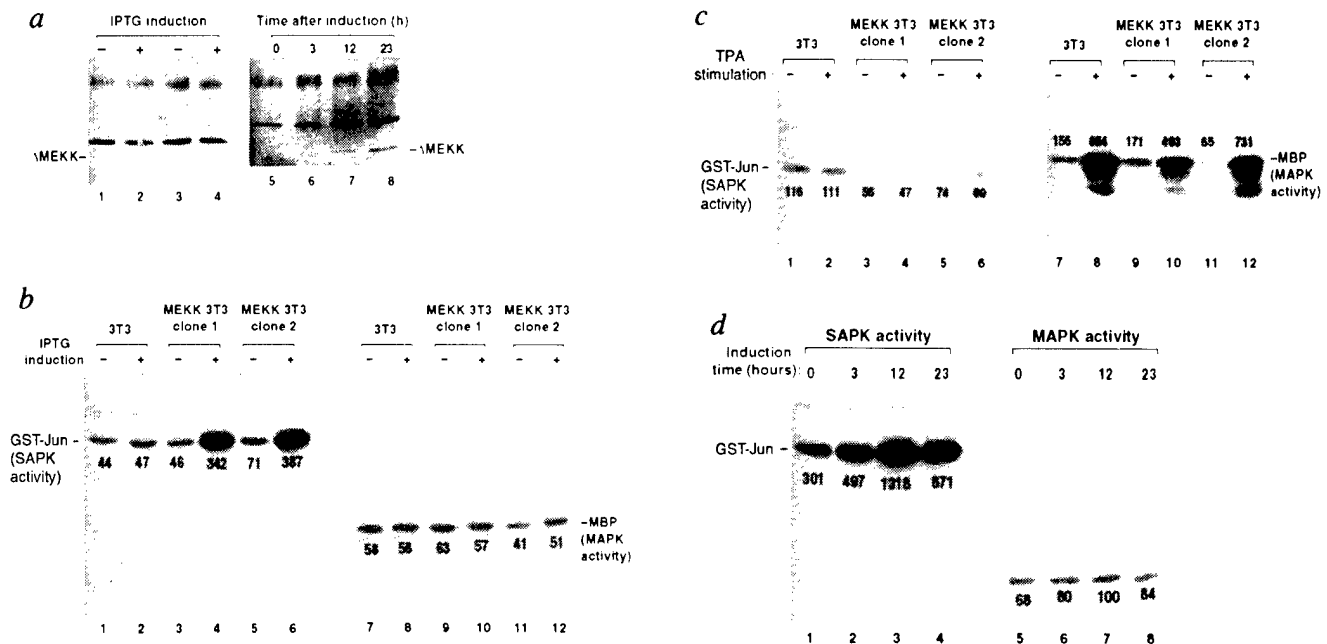 a
IPTG induction
Time after induction (h)
– + – +
0 3 12 23
\MEKK–
– \MEKK
1 2 3 4
5 6 7 8
b
3T3
MEKK 3T3 clone 1
MEKK 3T3 clone 2
3T3
MEKK 3T3 clone 1
MEKK 3T3 clone 2
IPTG induction
– + – + – +
– + – + – +
GST-Jun –
(SAPK
activity)
44 47 46 342 71 387
–MBP
(MAPK
activity)
58 58 63 57 41 51
1 2 3 4 5 6
7 8 9 10 11 12
c
3T3
MEKK 3T3 clone 1
MEKK 3T3 clone 2
3T3
MEKK 3T3 clone 1
MEKK 3T3 clone 2
TPA
stimulation
– + – + – +
– + – + – +
GST-Jun –
(SAPK
activity)
116 111 56 47 74 89
156 884 171 493 65 731
–MBP
(MAPK
activity)
1 2 3 4 5 6
7 8 9 10 11 12
d
SAPK activity
MAPK activity
Induction
time (hours):
0 3 12 23
0 3 12 23
GST-Jun –
301 497 1318 871
68 80 100 84
1 2 3 4
5 6 7 8